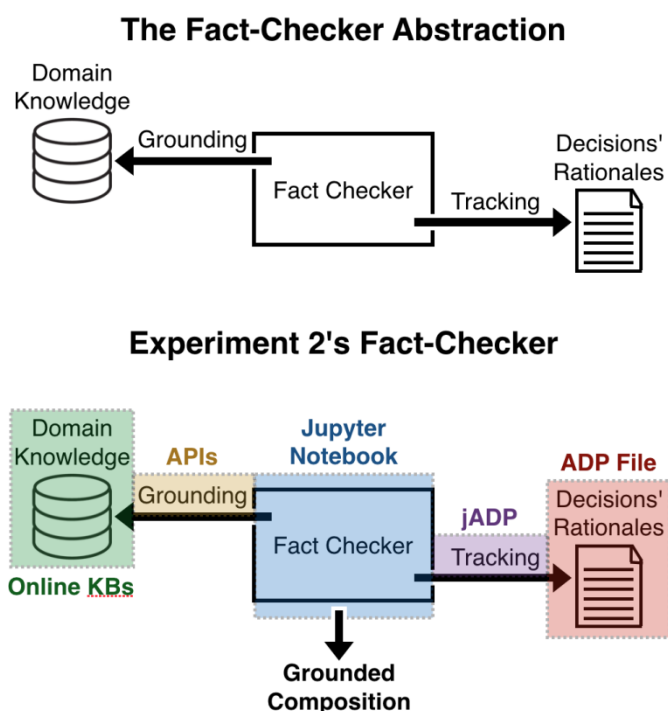 The Fact-Checker Abstraction
Domain
Knowledge
Grounding
Fact Checker
Tracking
Decisions'
Rationales
Experiment 2's Fact-Checker
Domain
Knowledge
Online KBs
APIs
Grounding
Jupyter
Notebook
Fact Checker
jADP
Tracking
ADP File
Decisions'
Rationales
Grounded
Composition